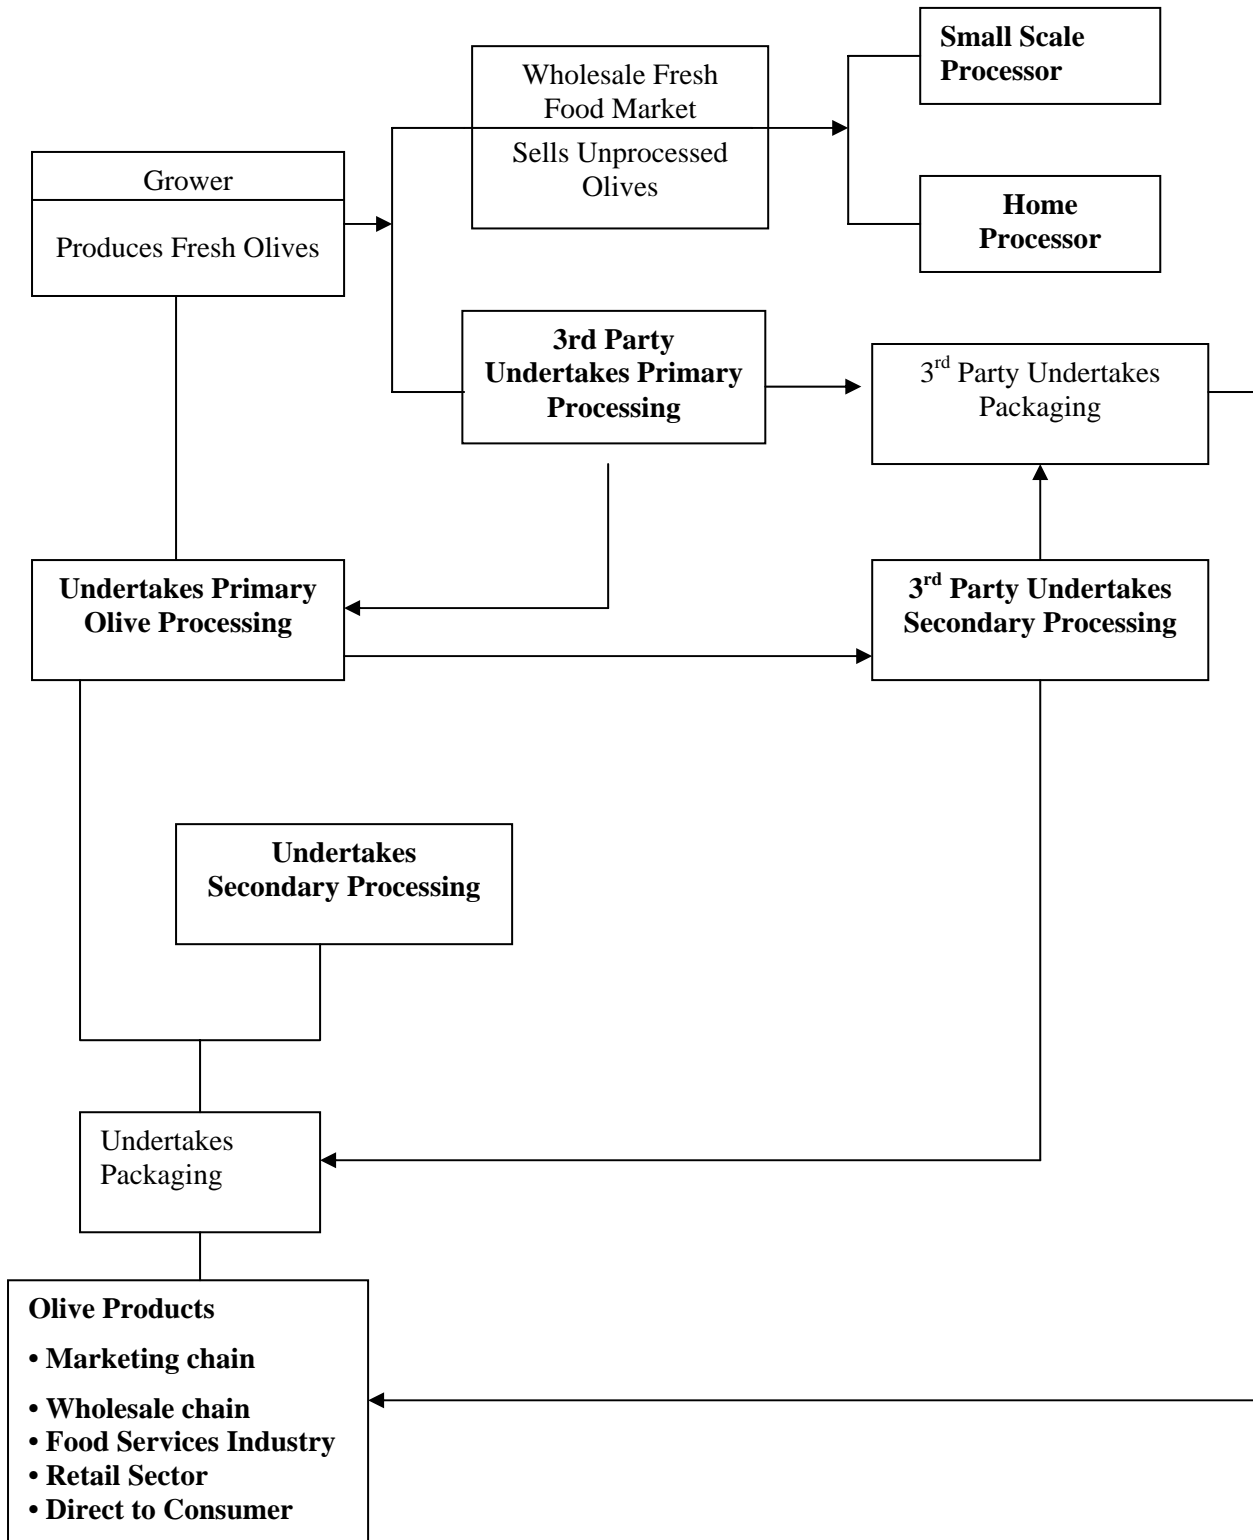 Small Scale
Processor
Wholesale Fresh
Food Market
Sells Unprocessed
Olives
Grower
Produces Fresh Olives
Home
Processor
3rd Party
Undertakes Primary
Processing
3rd Party Undertakes
Packaging
Undertakes Primary
Olive Processing
3rd Party Undertakes
Secondary Processing
Undertakes
Secondary Processing
Undertakes
Packaging
Olive Products
• Marketing chain
• Wholesale chain
• Food Services Industry
• Retail Sector
• Direct to Consumer